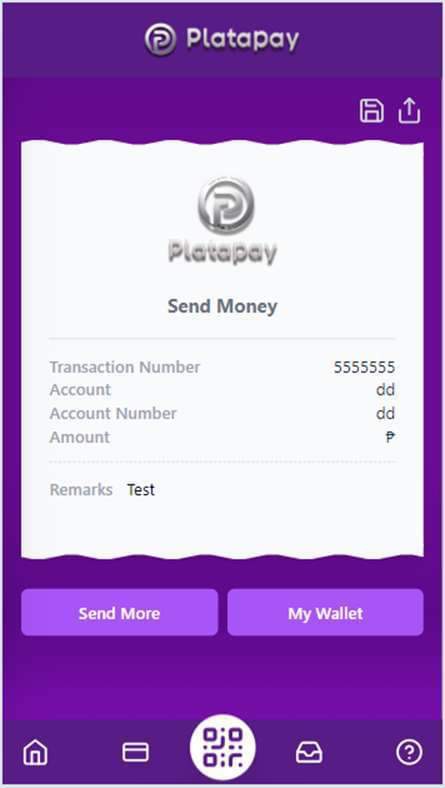 Platapay
Platapay
Send Money
Transaction Number 5555555
Account dd
Account Number dd
Amount ₱
Remarks Test
Send More My Wallet